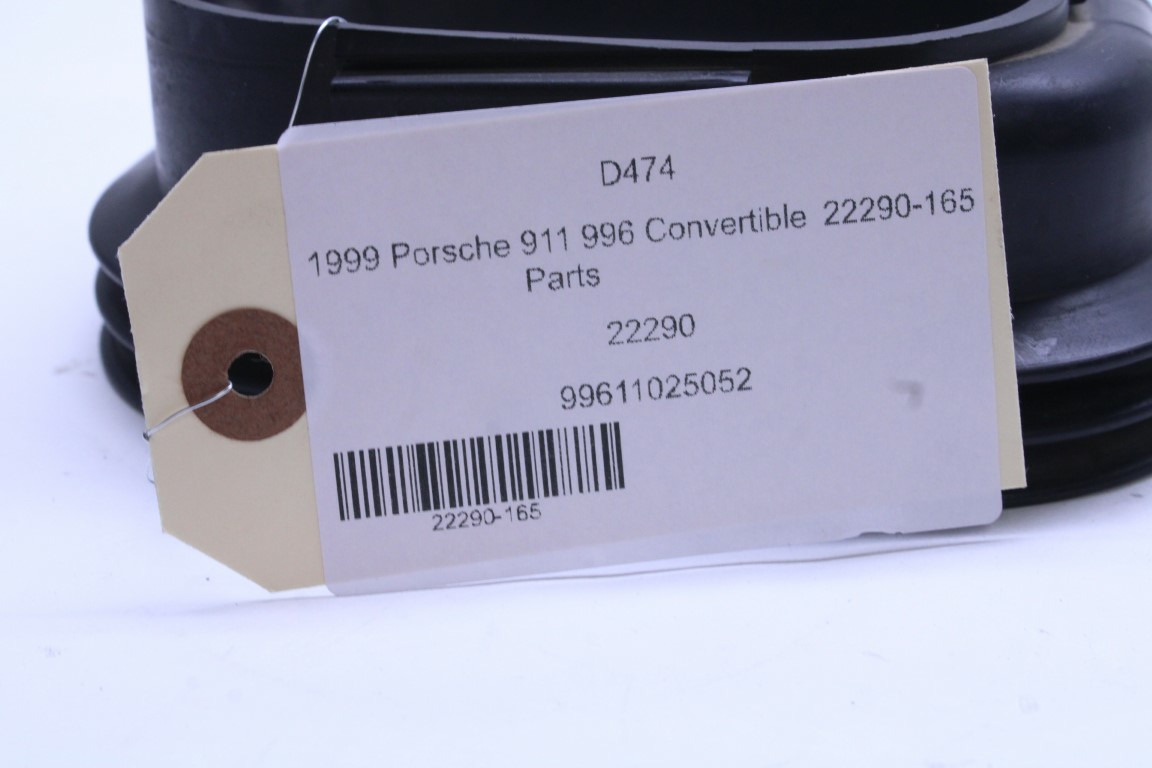 D474
1999 Porsche 911 996 Convertible 22290-165
Parts
22290
99611025052
22290-165